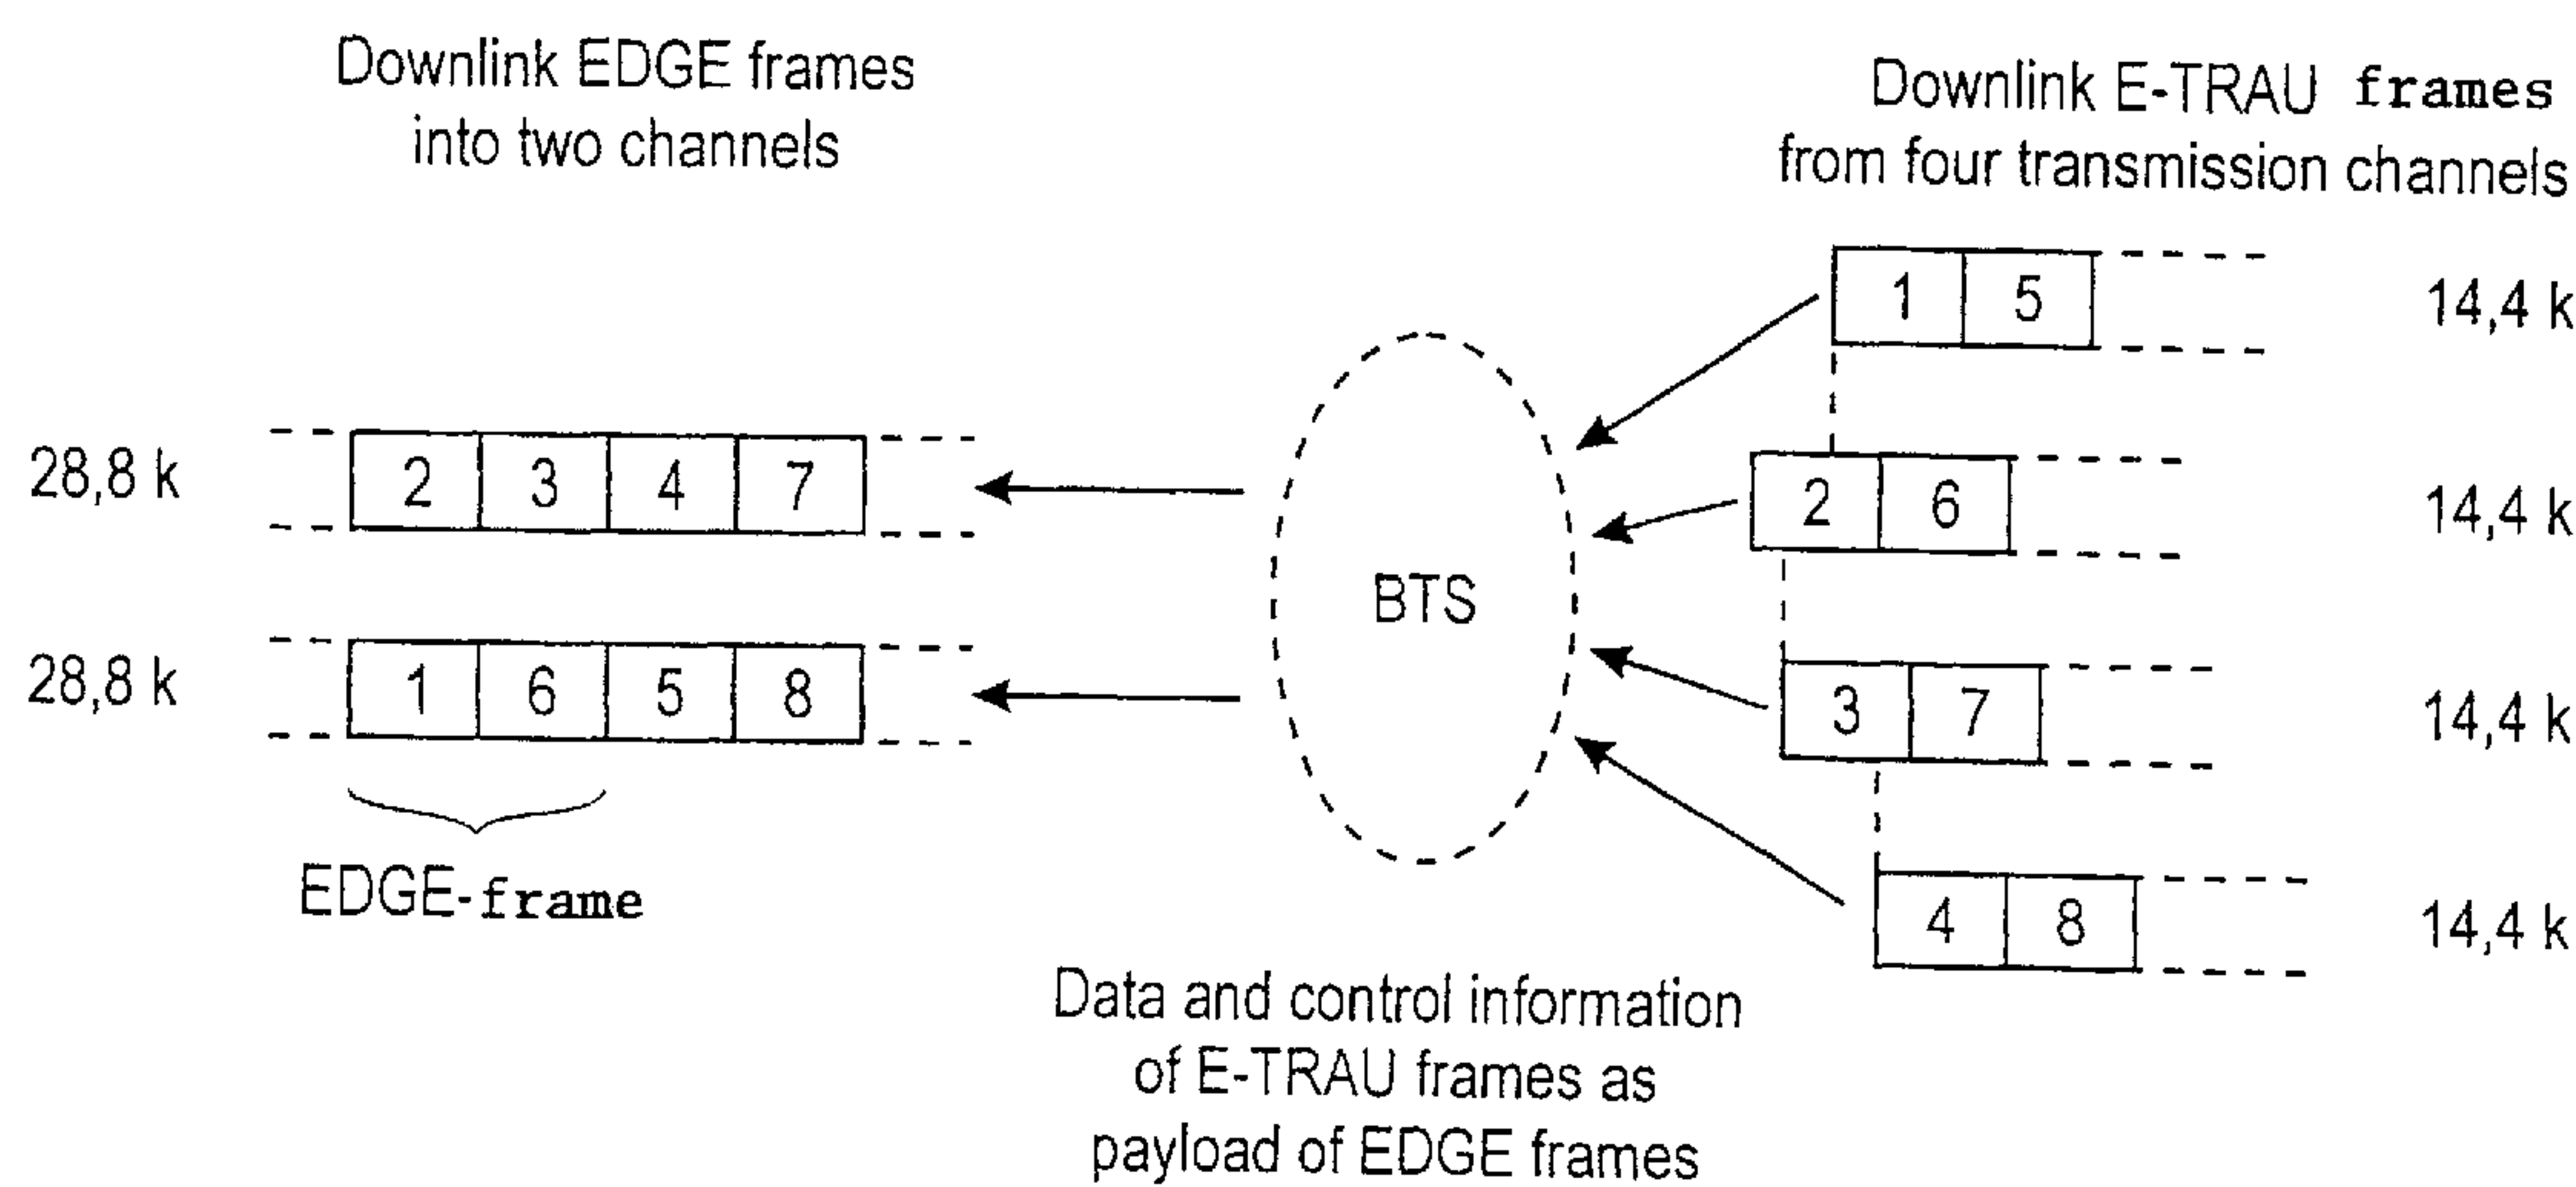 Downlink EDGE frames
into two channels
Downlink E-TRAU frames
from four transmission channels
1 5
14,4 k
28,8 k
2 3 4 7
2 6
14,4 k
BTS
28,8 k
1 6 5 8
3 7
14,4 k
EDGE-frame
4 8
14,4 k
Data and control information
of E-TRAU frames as
payload of EDGE frames